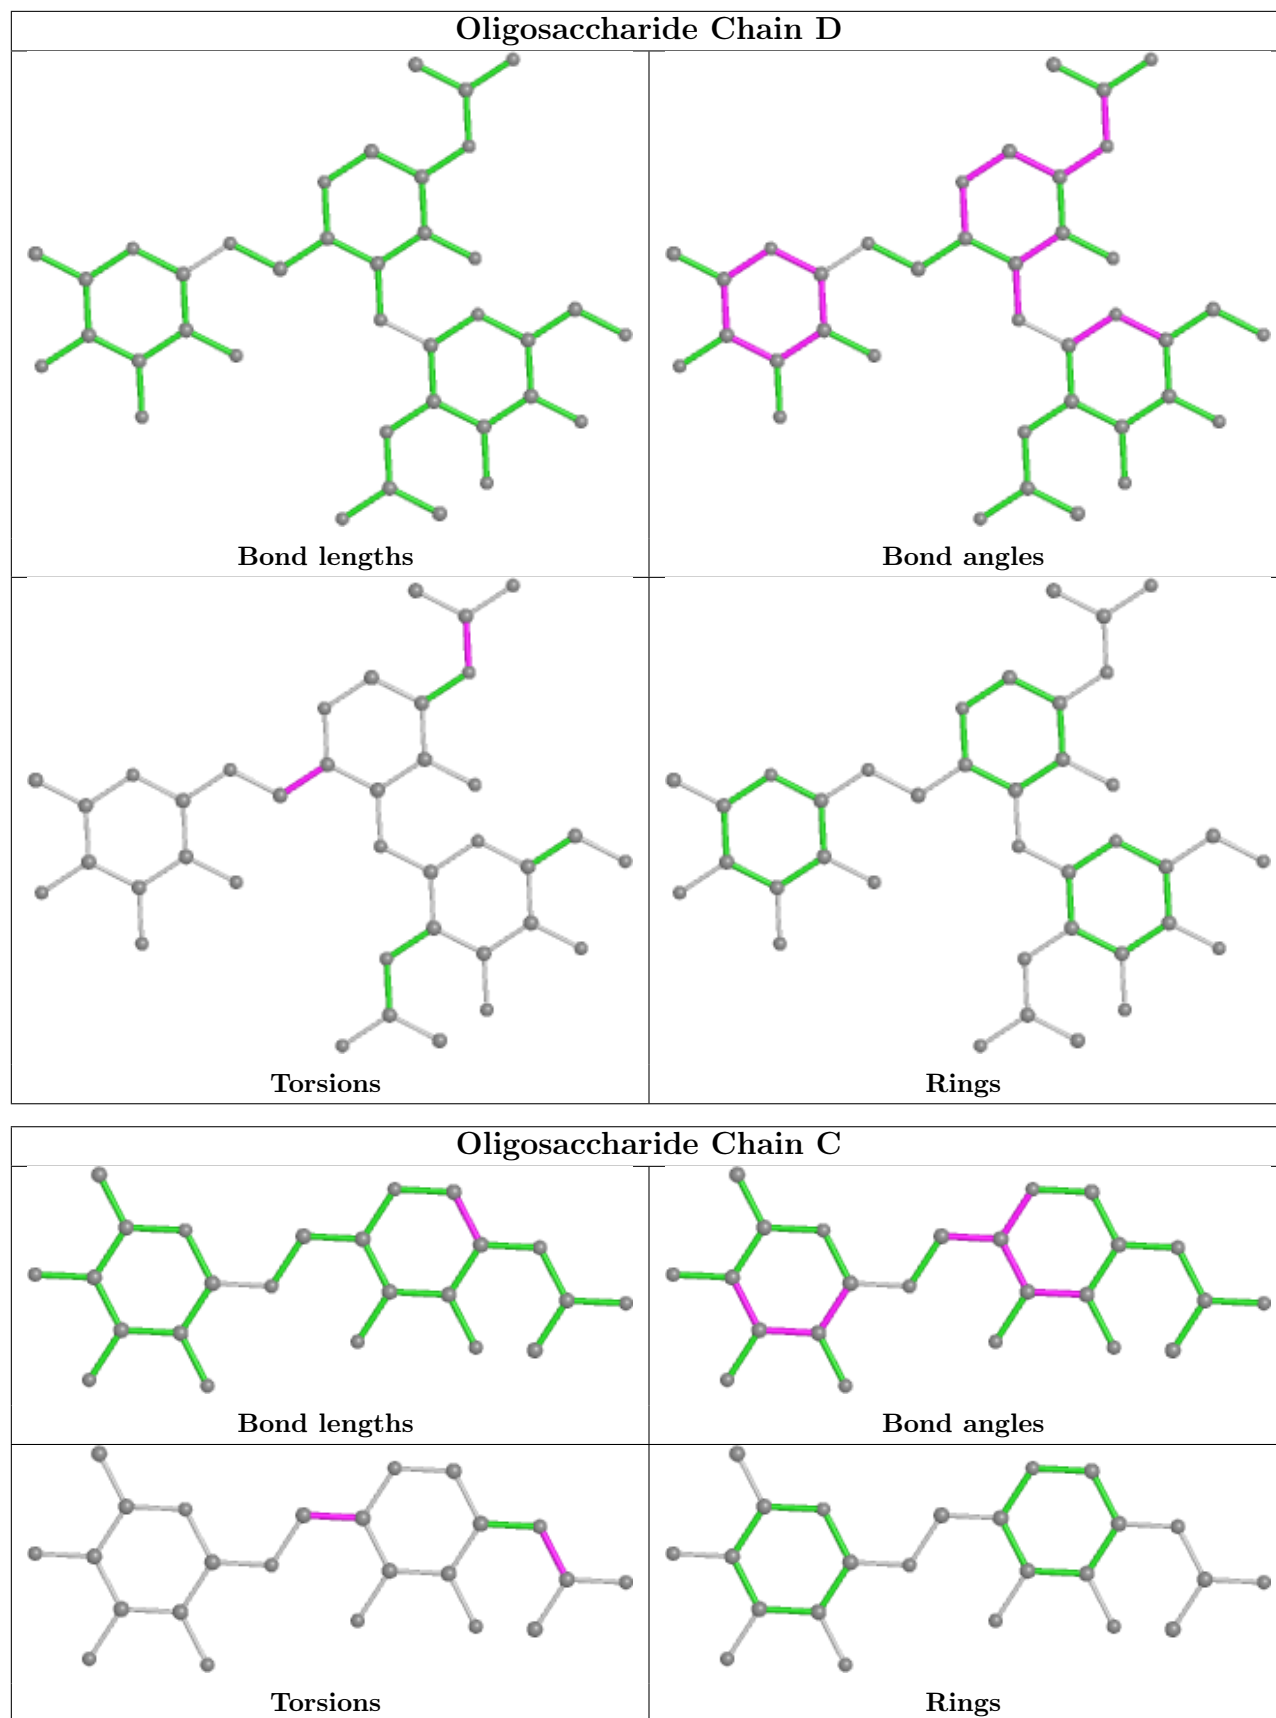 Oligosaccharide Chain D
Bond lengths
Bond angles
Torsions
Rings
Oligosaccharide Chain C
Bond lengths
Bond angles
Torsions
Rings